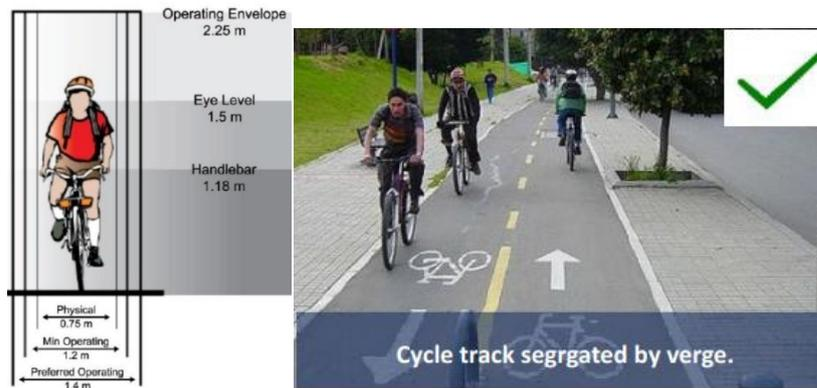 Operating Envelope
2.25 m
Eye Level
1.5 m
Handlebar
1.18 m
Physical
0.75 m
Min Operating
1.2 m
Preferred Operating
1.4 m
Cycle track segrgated by verge.